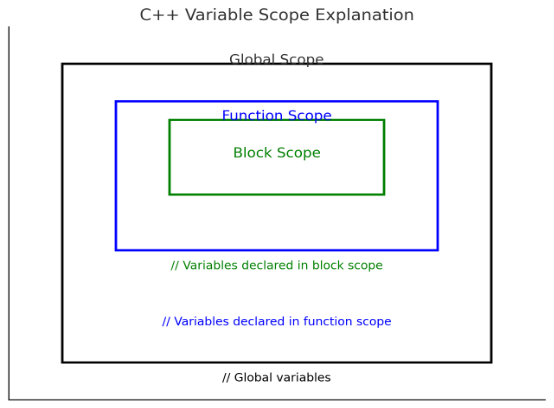 C++ Variable Scope Explanation
Global Scope
Function Scope
Block Scope
// Variables declared in block scope
// Variables declared in function scope
// Global variables